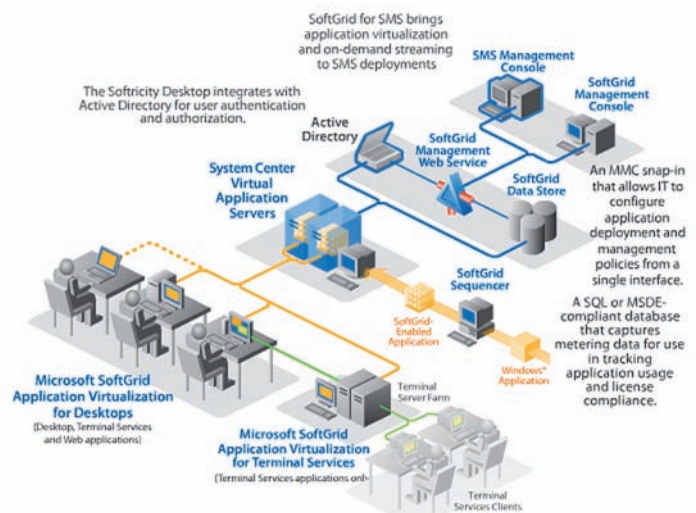 SoftGrid for SMS brings
application virtualization
and on-demand streaming
to SMS deployments
SMS Management
Console
SoftGrid
Management
Console
The Softricity Desktop integrates with
Active Directory for user authentication
and authorization.
Active
Directory
SoftGrid
Management
Web Service
SoftGrid
Data Store
System Center
Virtual
Application
Servers
An MMC snap-in
that allows IT to
configure
application
deployment and
management
policies from a
single interface.
SoftGrid
Sequencer
SoftGrid-
Enabled
Application
Windows®
Application
A SQL or MSDE-
compliant database
that captures
metering data for use
in tracking
application usage
and license
compliance.
Microsoft SoftGrid
Application Virtualization
for Desktops
(Desktop, Terminal Services
and Web applications)
Terminal
Server Farm
Microsoft SoftGrid
Application Virtualization
for Terminal Services
(Terminal Services applications only
Terminal
Services Clients